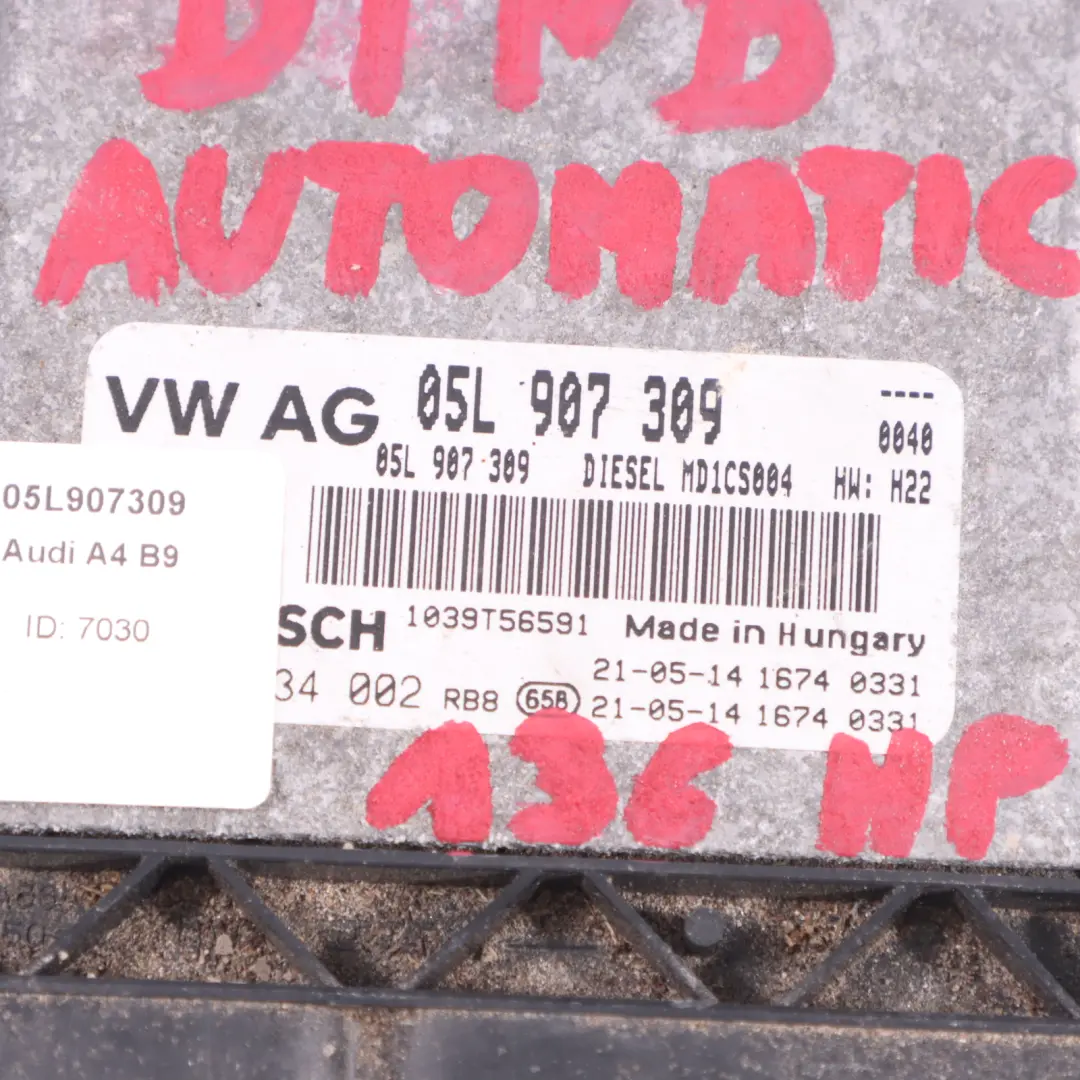 AUTOMATIC
VW AG 05L 907 309 ----
0040
05L 907 309 DIESEL MD1CS004 HW: H22
05L907309
Audi A4 B9
ID: 7030
SCH 1039T56591 Made in Hungary
21-05-14 1674 0331
34 002 RB8 65B 21-05-14 1674 0331
136 HP